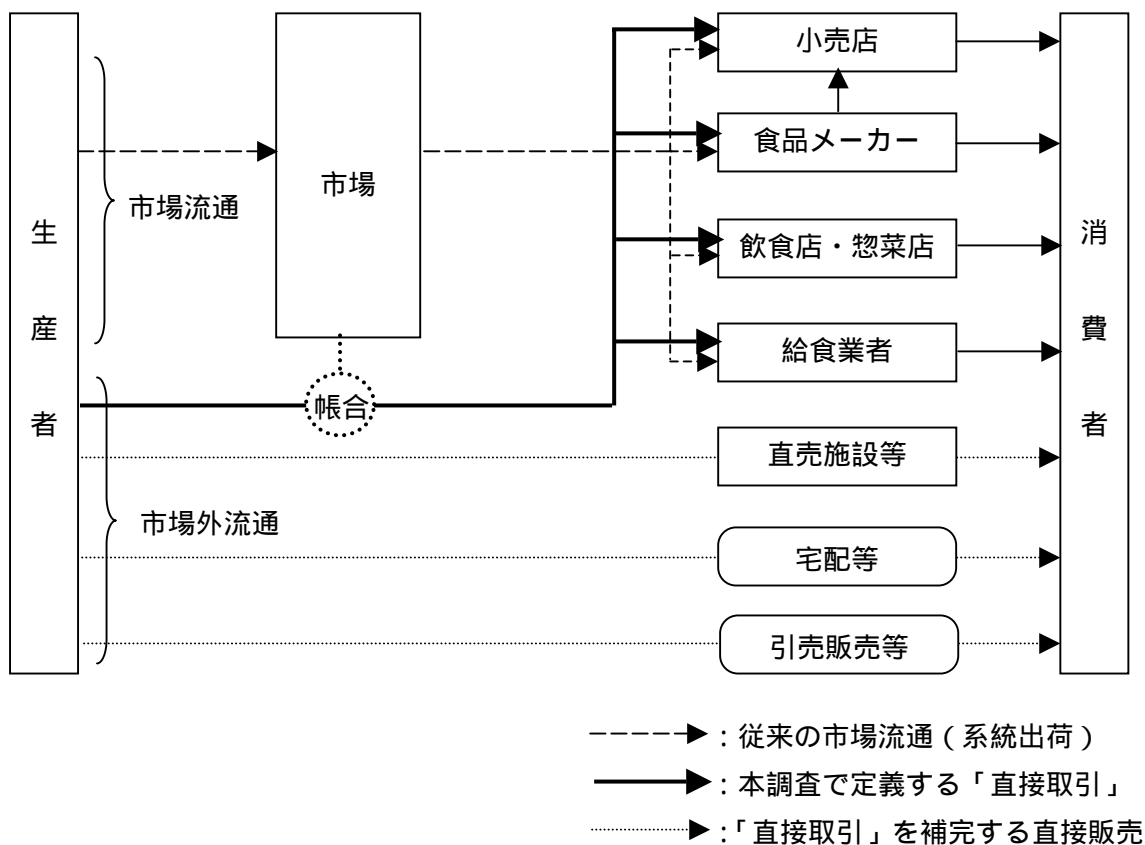 生産者
市場流通
市場外流通
市場
帳合
小売店
食品メーカー
飲食店・惣菜店
給食業者
直売施設等
宅配等
引売販売等
消費者
：従来の市場流通（系統出荷）
：本調査で定義する「直接取引」
：「直接取引」を補完する直接販売